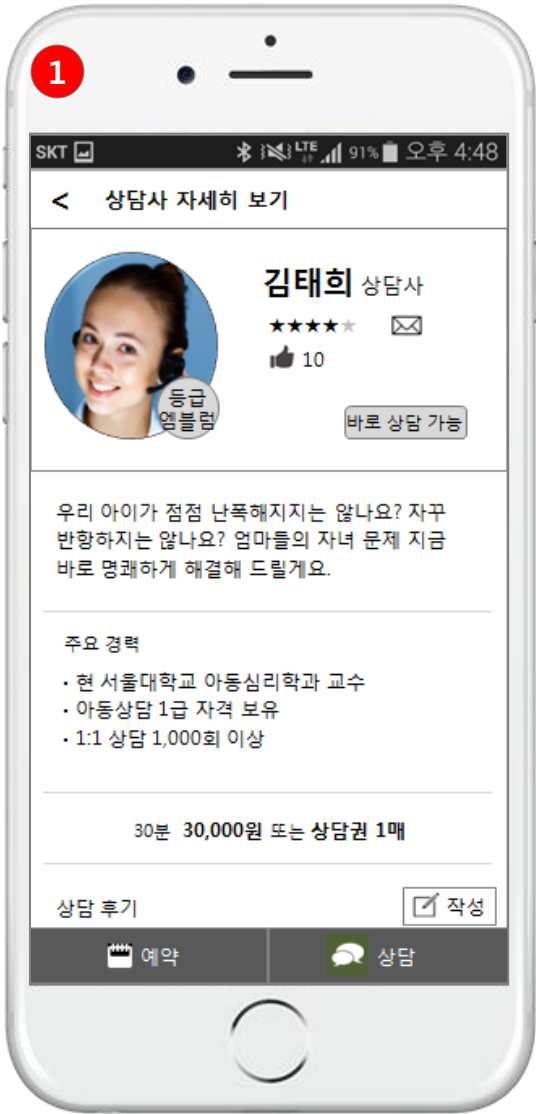 1
SKT LTE 91% 오후 4:48
< 상담사 자세히 보기
김태희 상담사
★★★★★
10
등급
엠블럼
바로 상담 가능
우리 아이가 점점 난폭해지지는 않나요? 자꾸
반항하지는 않나요? 엄마들의 자녀 문제 지금
바로 명쾌하게 해결해 드릴게요.
주요 경력
· 현 서울대학교 아동심리학과 교수
· 아동상담 1급 자격 보유
· 1:1 상담 1,000회 이상
30분 30,000원 또는 상담권 1매
상담 후기 작성
예약 상담